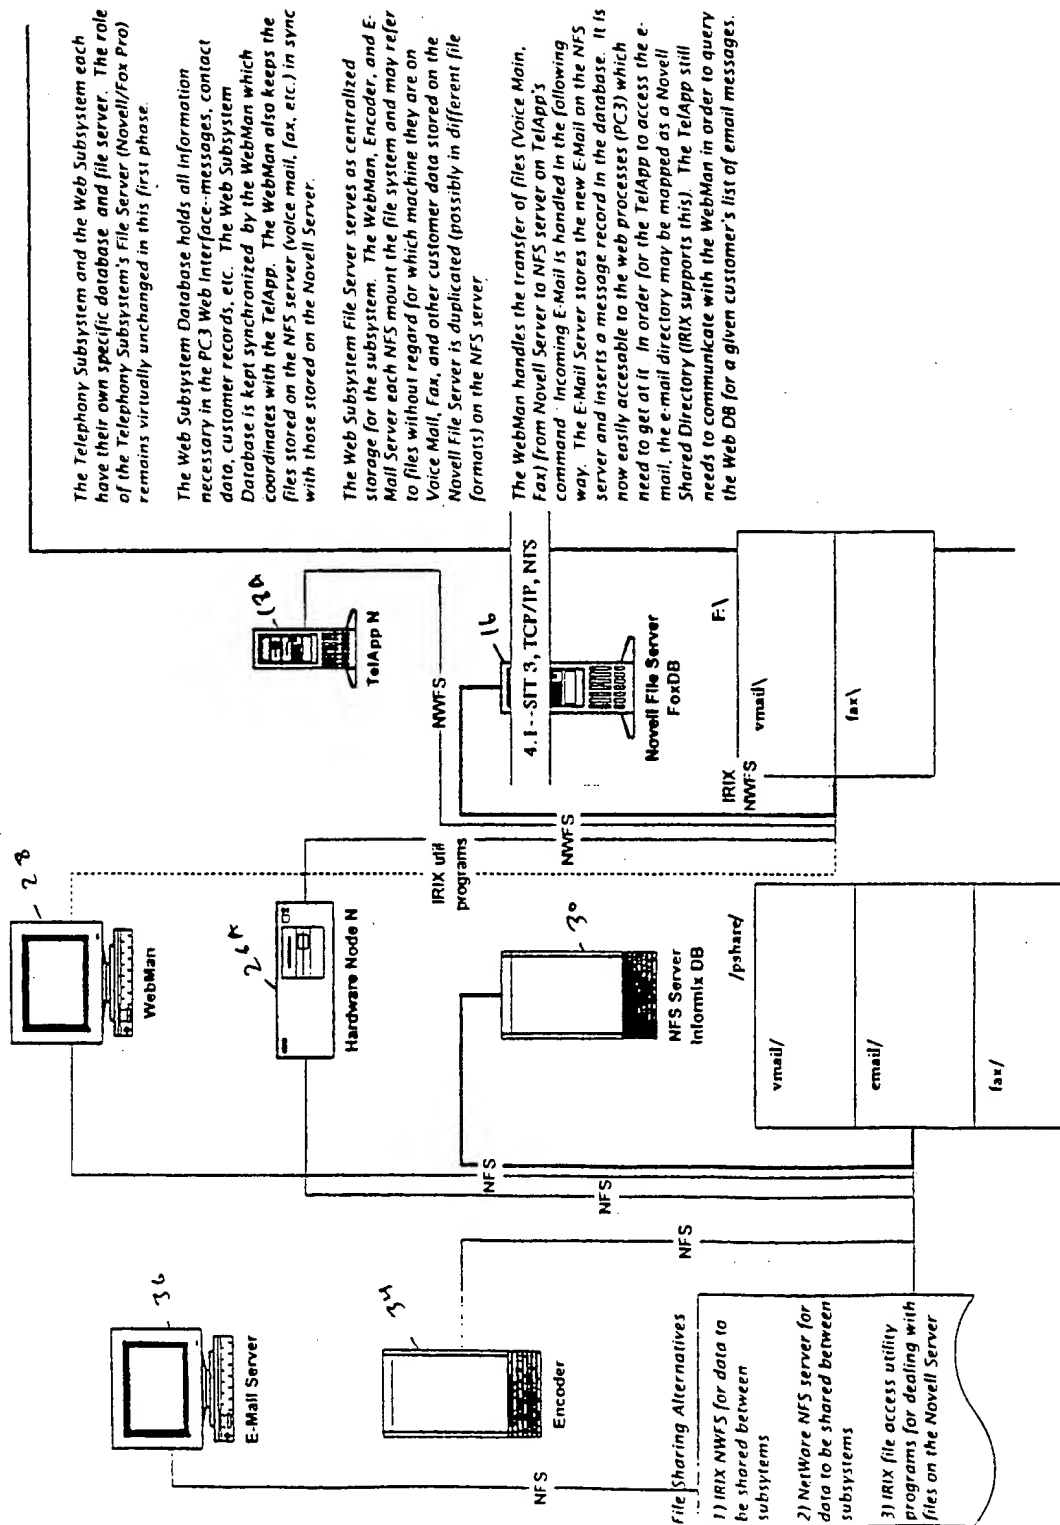 The Telephony Subsystem and the Web Subsystem each
have their own specific database and file server. The role
of the Telephony Subsystem's File Server (Novell/Fox Pro)
remains virtually unchanged in this first phase.
The Web Subsystem Database holds all Information
necessary in the PC3 Web Interface--messages, contact
data, customer records, etc. The Web Subsystem
Database is kept synchronized by the WebMan which
coordinates with the TelApp. The WebMan also keeps the
files stored on the NFS server (voice mail, fax, etc.) in sync
with those stored on the Novell Server.
The Web Subsystem File Server serves as centralized
storage for the subsystem. The WebMan, Encoder, and E-
Mail Server each NFS mount the file system and may refer
to files without regard for which machine they are on
Voice Mail, Fax, and other customer data stored on the
Novell File Server is duplicated (possibly in different file
formats) on the NFS server
The WebMan handles the transfer of files (Voice Main,
Fax) from Novell Server to NFS server on TelApp's
command Incoming E-Mail is handled in the following
way. The E-Mail Server stores the new E-Mail on the NFS
server and inserts a message record in the database. It is
now easily accesable to the web processes (PC3) which
need to get at it In order for the TelApp to access the e-
mail, the e-mail directory may be mapped as a Novell
Shared Directory (IRIX supports this). The TelApp still
needs to communicate with the WebMan in order to query
the Web DB for a given customer's list of email messages.
18A
TelApp N
NWFS
16
4.1--SFT 3, TCP/IP, NFS
Novell File Server
FoxDB
F:\
vmail\
fax\
IRIX
NWFS
NWFS
28
WebMan
IRIX util
programs
26A
Hardware Node N
30
NFS Server
Informix DB
/pshare/
vmail/
email/
fax/
NFS
NFS
NFS
36
E-Mail Server
34
Encoder
NFS
File Sharing Alternatives
1) IRIX NWFS for data to
be shared between
subsytems
2) NetWare NFS server for
data to be shared between
subsystems
3) IRIX file access utility
programs for dealing with
files on the Novell Server